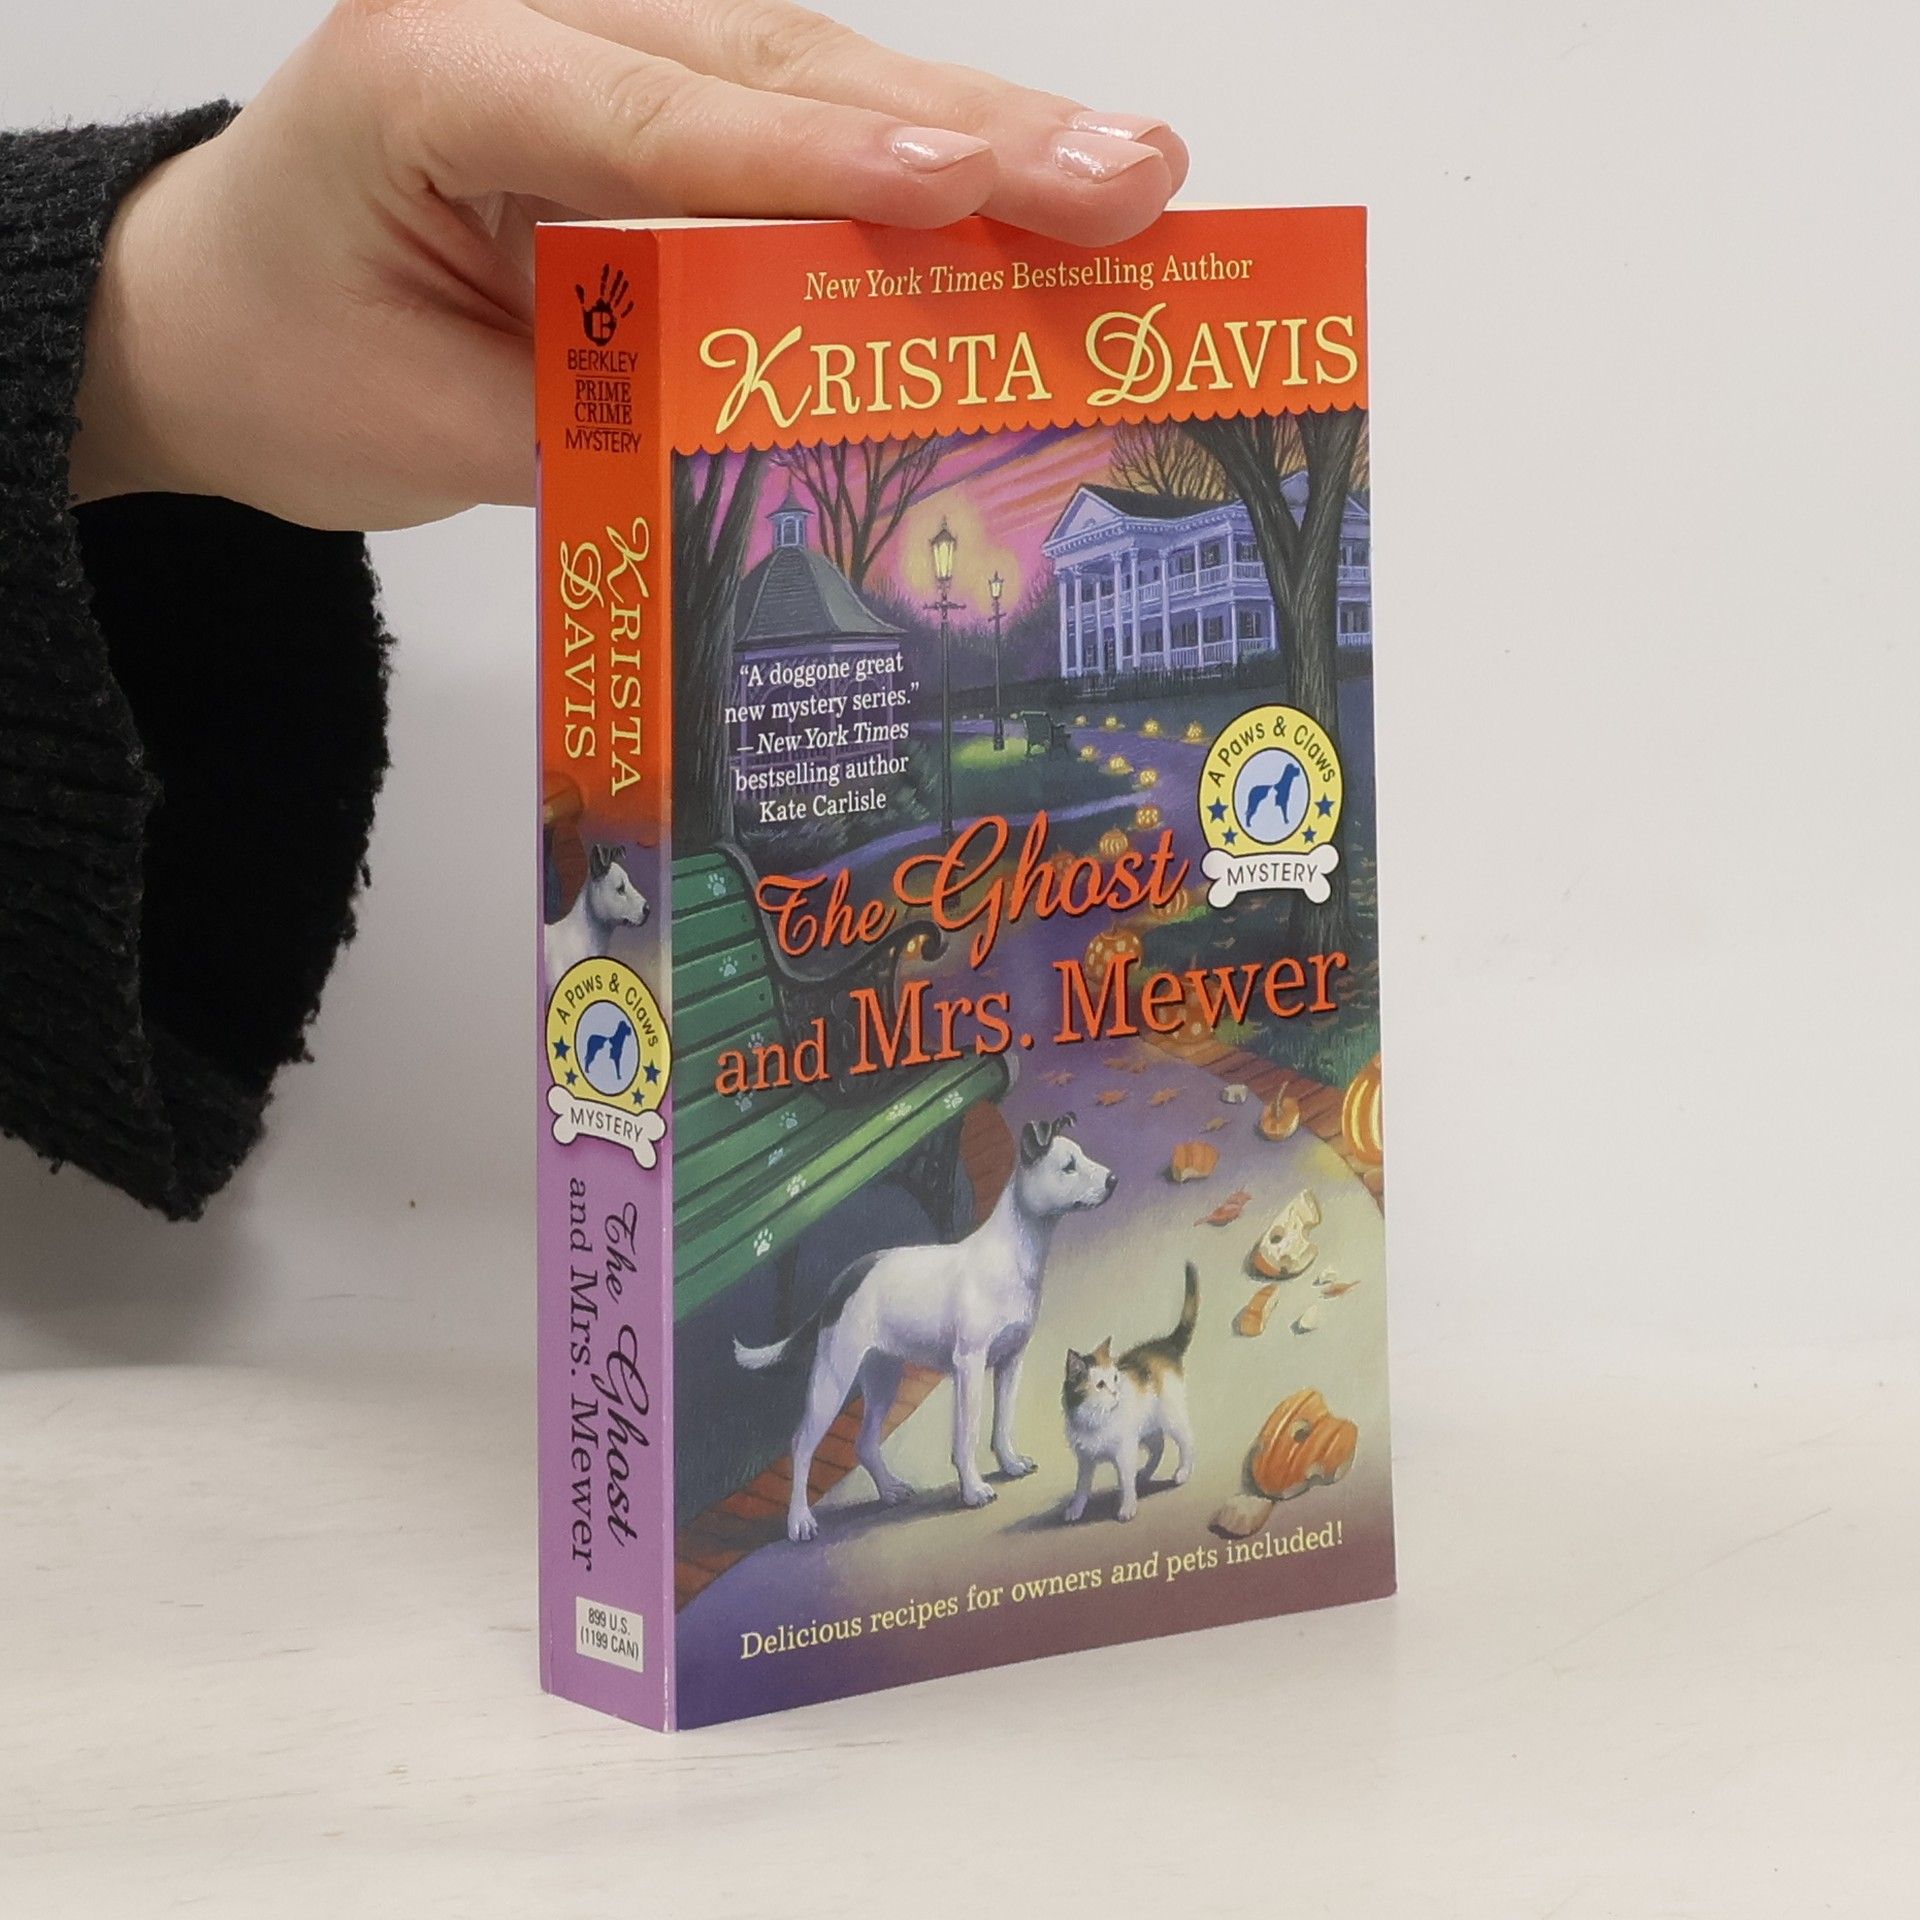 BERKLEY
PRIME
CRIME
MYSTERY
KRISTA
DAVIS
A Paws & Claws
MYSTERY
The Ghost
and Mrs. Mewer
899 U.S.
(1199 CAN)
New York Times Bestselling Author
KRISTA DAVIS
“A doggone great
new mystery series.”
—New York Times
bestselling author
Kate Carlisle
A Paws & Claws
MYSTERY
The Ghost
and Mrs. Mewer
Delicious recipes for owners and pets included!